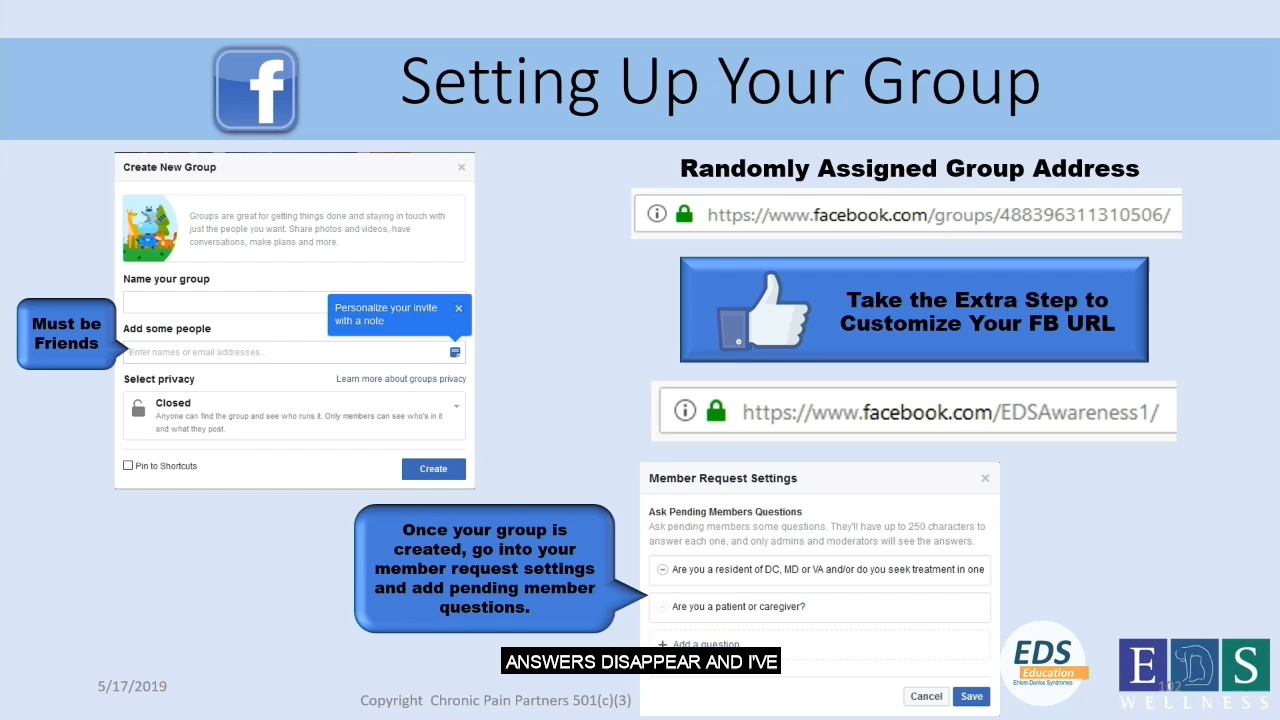 Setting Up Your Group
Create New Group
Groups are great for getting things done and staying in touch with
just the people you want. Share photos and videos, have
conversations, make plans and more.
Name your group
Personalize your invite
with a note
Add some people
Must be
Friends
Enter names or email addresses...
Select privacy
Learn more about groups privacy
Closed
Anyone can find the group and see who runs it. Only members can see who's in it
and what they post.
Pin to Shortcuts
Create
Randomly Assigned Group Address
https://www.facebook.com/groups/488396311310506/
Take the Extra Step to
Customize Your FB URL
https://www.facebook.com/EDSAwareness1/
Once your group is
created, go into your
member request settings
and add pending member
questions.
Member Request Settings
Ask Pending Members Questions
Ask pending members some questions. They'll have up to 250 characters to
answer each one, and only admins and moderators will see the answers.
Are you a resident of DC, MD or VA and/or do you seek treatment in one
Are you a patient or caregiver?
+ Add a question
Cancel
Save
ANSWERS DISAPPEAR AND I'VE
5/17/2019
Copyright Chronic Pain Partners 501(c)(3)
EDS
Education
Ehlers-Danlos Syndromes
EDS
WELLNESS
102